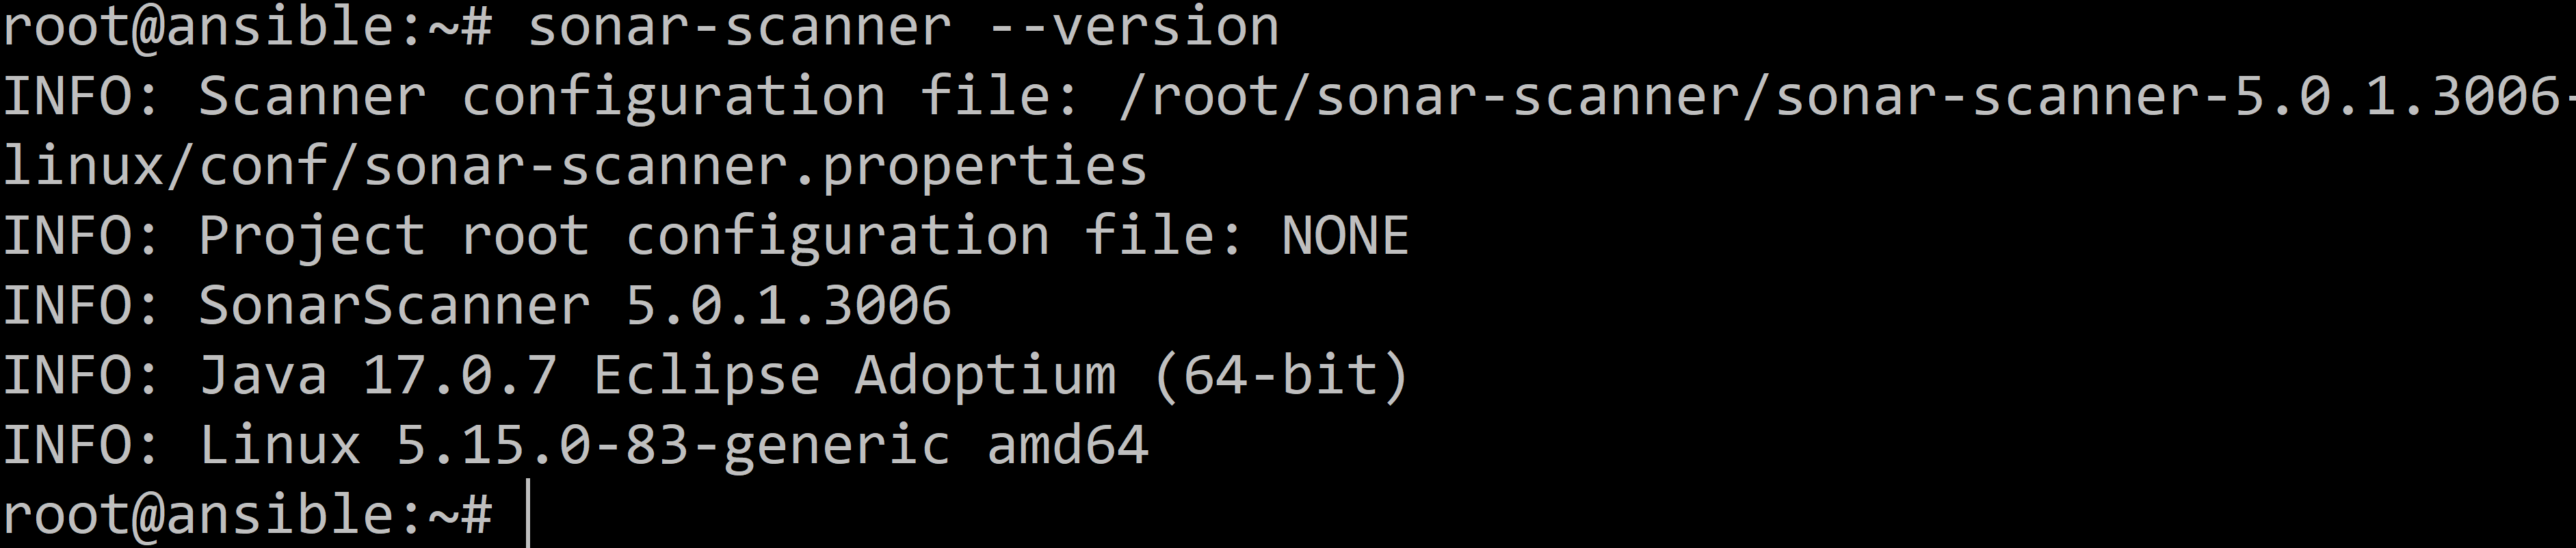 root@ansible:~# sonar-scanner --version
INFO: Scanner configuration file: /root/sonar-scanner/sonar-scanner-5.0.1.3006-
linux/conf/sonar-scanner.properties
INFO: Project root configuration file: NONE
INFO: SonarScanner 5.0.1.3006
INFO: Java 17.0.7 Eclipse Adoptium (64-bit)
INFO: Linux 5.15.0-83-generic amd64
root@ansible:~#